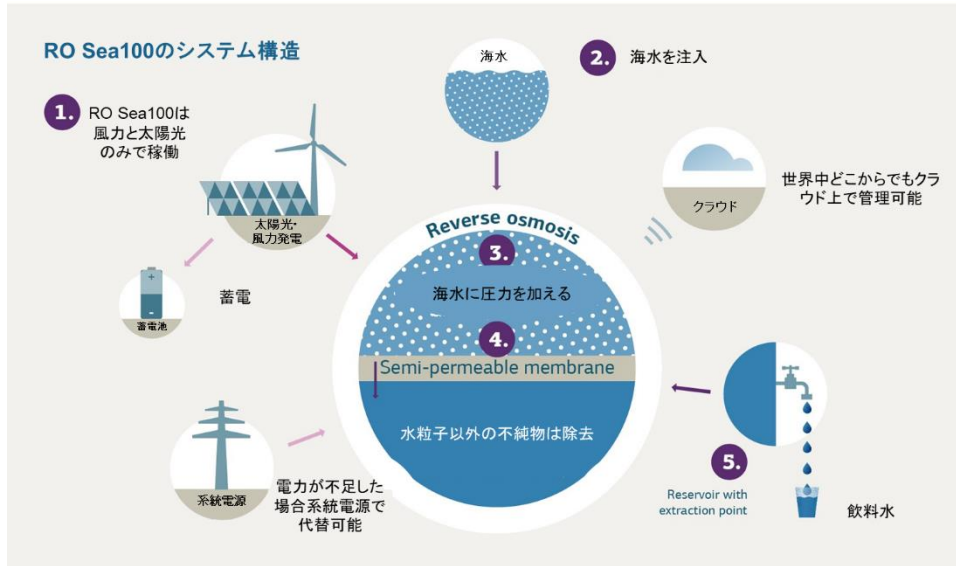 RO Sea100のシステム構造
1.
RO Sea100は
風力と太陽光
のみで稼働
太陽光・
風力発電
蓄電
+
-
蓄電池
海水
2.
海水を注入
クラウド
世界中どこからでもクラ
ウド上で管理可能
Reverse osmosis
3.
海水に圧力を加える
4.
Semi-permeable membrane
水粒子以外の不純物は除去
系統電源
電力が不足した
場合系統電源で
代替可能
5.
Reservoir with
extraction point
飲料水